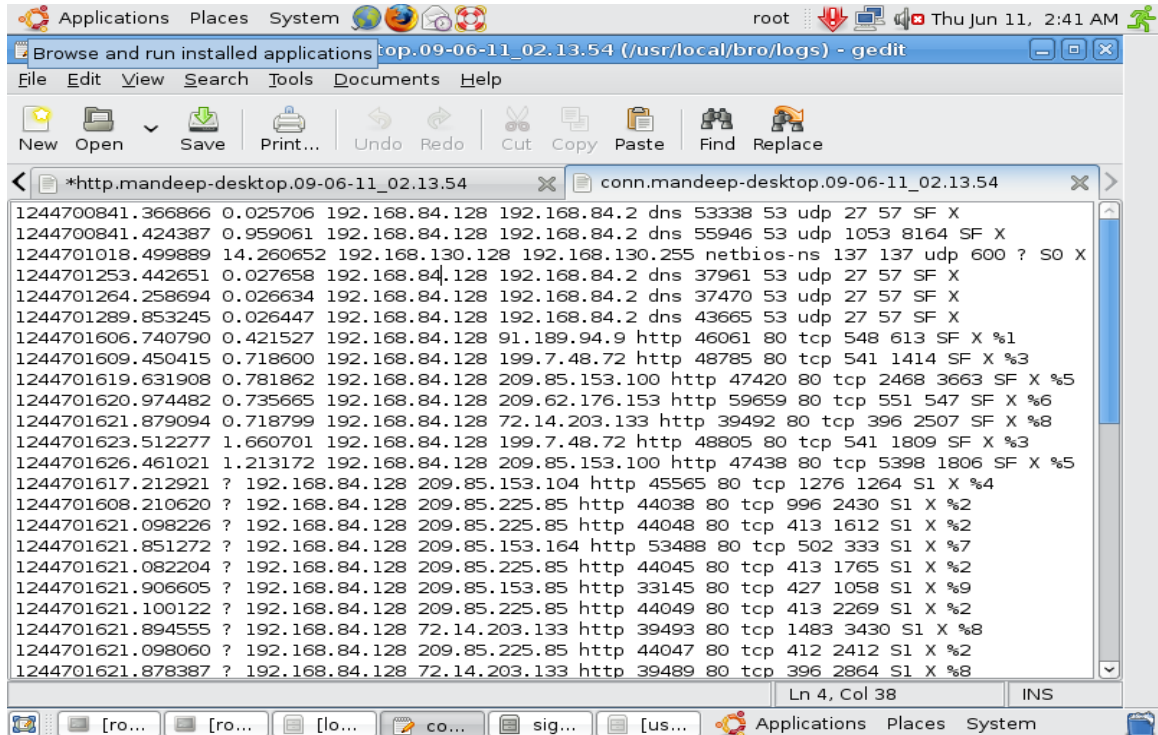 Applications Places System root Thu Jun 11, 2:41 AM
Browse and run installed applications top.09-06-11_02.13.54 (/usr/local/bro/logs) - gedit
File Edit View Search Tools Documents Help
New Open Save Print... Undo Redo Cut Copy Paste Find Replace
*http.mandeep-desktop.09-06-11_02.13.54 conn.mandeep-desktop.09-06-11_02.13.54
1244700841.366866 0.025706 192.168.84.128 192.168.84.2 dns 53338 53 udp 27 57 SF X
1244700841.424387 0.959061 192.168.84.128 192.168.84.2 dns 55946 53 udp 1053 8164 SF X
1244701018.499889 14.260652 192.168.130.128 192.168.130.255 netbios-ns 137 137 udp 600 ? S0 X
1244701253.442651 0.027658 192.168.84.128 192.168.84.2 dns 37961 53 udp 27 57 SF X
1244701264.258694 0.026634 192.168.84.128 192.168.84.2 dns 37470 53 udp 27 57 SF X
1244701289.853245 0.026447 192.168.84.128 192.168.84.2 dns 43665 53 udp 27 57 SF X
1244701606.740790 0.421527 192.168.84.128 91.189.94.9 http 46061 80 tcp 548 613 SF X %1
1244701609.450415 0.718600 192.168.84.128 199.7.48.72 http 48785 80 tcp 541 1414 SF X %3
1244701619.631908 0.781862 192.168.84.128 209.85.153.100 http 47420 80 tcp 2468 3663 SF X %5
1244701620.974482 0.735665 192.168.84.128 209.62.176.153 http 59659 80 tcp 551 547 SF X %6
1244701621.879094 0.718799 192.168.84.128 72.14.203.133 http 39492 80 tcp 396 2507 SF X %8
1244701623.512277 1.660701 192.168.84.128 199.7.48.72 http 48805 80 tcp 541 1809 SF X %3
1244701626.461021 1.213172 192.168.84.128 209.85.153.100 http 47438 80 tcp 5398 1806 SF X %5
1244701617.212921 ? 192.168.84.128 209.85.153.104 http 45565 80 tcp 1276 1264 S1 X %4
1244701608.210620 ? 192.168.84.128 209.85.225.85 http 44038 80 tcp 996 2430 S1 X %2
1244701621.098226 ? 192.168.84.128 209.85.225.85 http 44048 80 tcp 413 1612 S1 X %2
1244701621.851272 ? 192.168.84.128 209.85.153.164 http 53488 80 tcp 502 333 S1 X %7
1244701621.082204 ? 192.168.84.128 209.85.225.85 http 44045 80 tcp 413 1765 S1 X %2
1244701621.906605 ? 192.168.84.128 209.85.153.85 http 33145 80 tcp 427 1058 S1 X %9
1244701621.100122 ? 192.168.84.128 209.85.225.85 http 44049 80 tcp 413 2269 S1 X %2
1244701621.894555 ? 192.168.84.128 72.14.203.133 http 39493 80 tcp 1483 3430 S1 X %8
1244701621.098060 ? 192.168.84.128 209.85.225.85 http 44047 80 tcp 412 2412 S1 X %2
1244701621.878387 ? 192.168.84.128 72.14.203.133 http 39489 80 tcp 396 2864 S1 X %8
Ln 4, Col 38 INS
[ro... [ro... [lo... co... sig... [us... Applications Places System